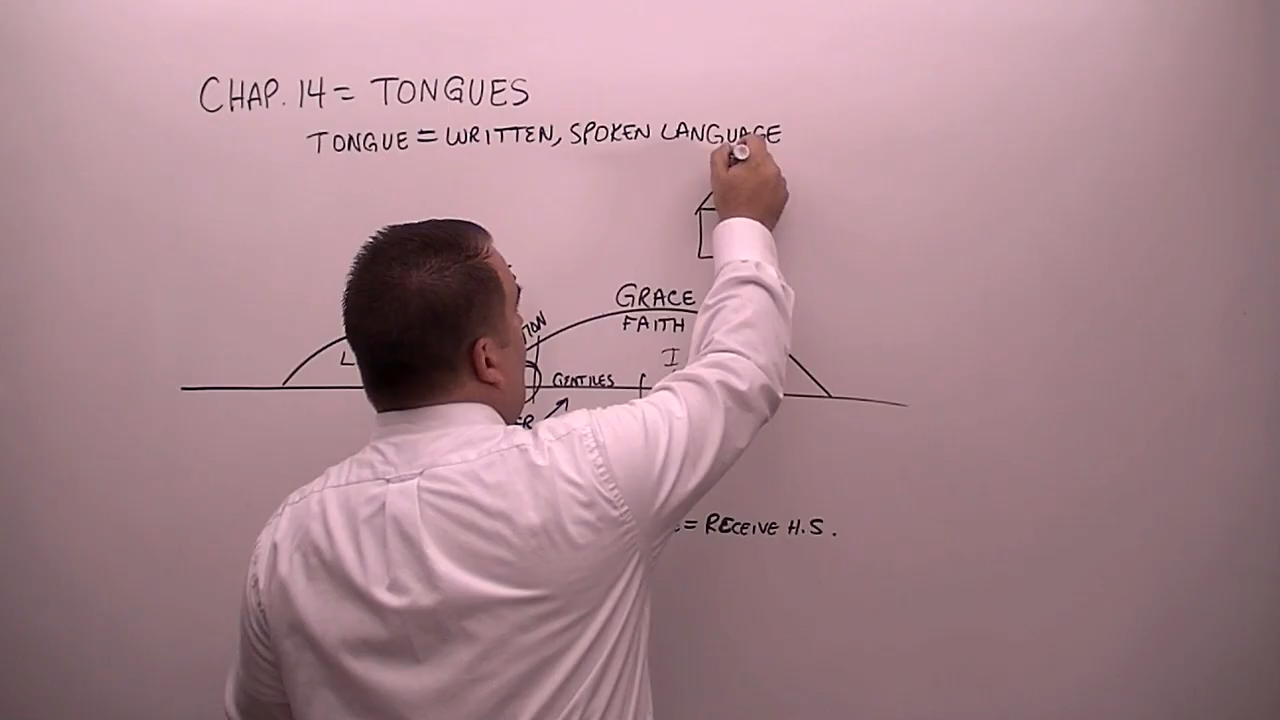 CHAP. 14 = TONGUES
TONGUE = WRITTEN, SPOKEN LANGUAGE
GRACE
FAITH
I
L
GENTILES
= RECEIVE H.S.